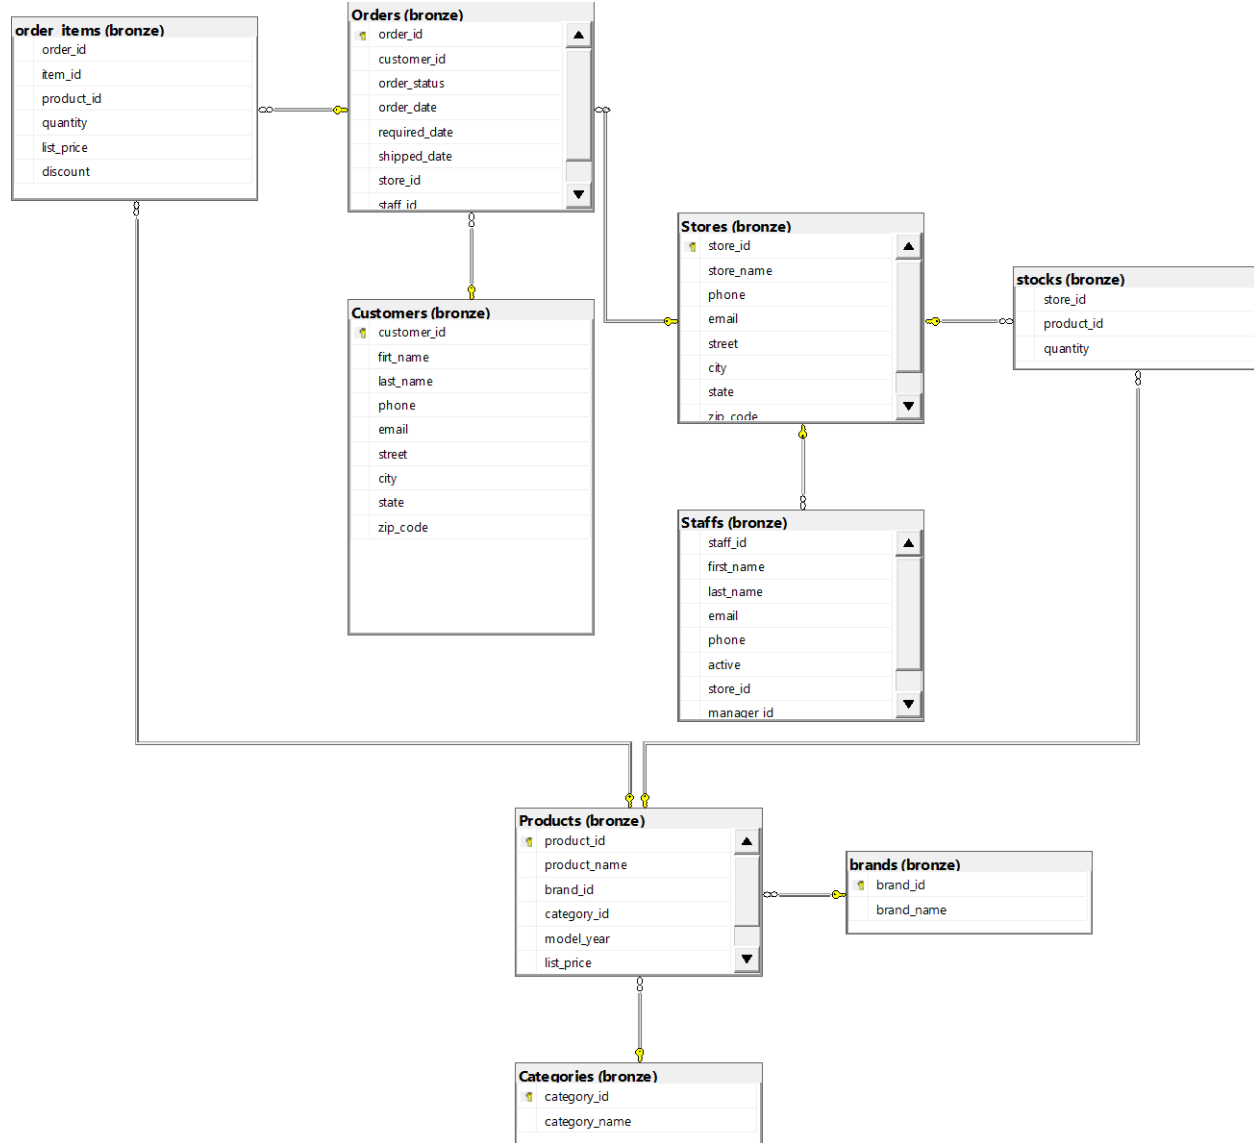 order_items (bronze)
order_id
item_id
product_id
quantity
list_price
discount
Orders (bronze)
order_id
customer_id
order_status
order_date
required_date
shipped_date
store_id
staff_id
Customers (bronze)
customer_id
firt_name
last_name
phone
email
street
city
state
zip_code
Stores (bronze)
store_id
store_name
phone
email
street
city
state
zip_code
stocks (bronze)
store_id
product_id
quantity
Staffs (bronze)
staff_id
first_name
last_name
email
phone
active
store_id
manager_id
Products (bronze)
product_id
product_name
brand_id
category_id
model_year
list_price
brands (bronze)
brand_id
brand_name
Categories (bronze)
category_id
category_name